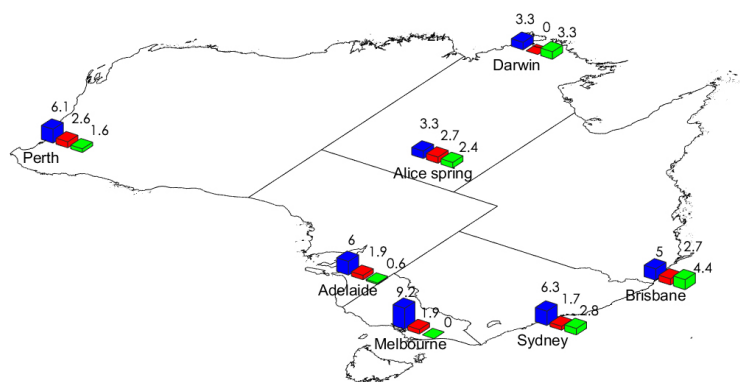 3.3 0 3.3
Darwin
6.1 2.6 1.6
Perth
3.3 2.7 2.4
Alice spring
6 1.9 0.6
Adelaide
9.2 1.9 0
Melbourne
6.3 1.7 2.8
Sydney
5 2.7 4.4
Brisbane